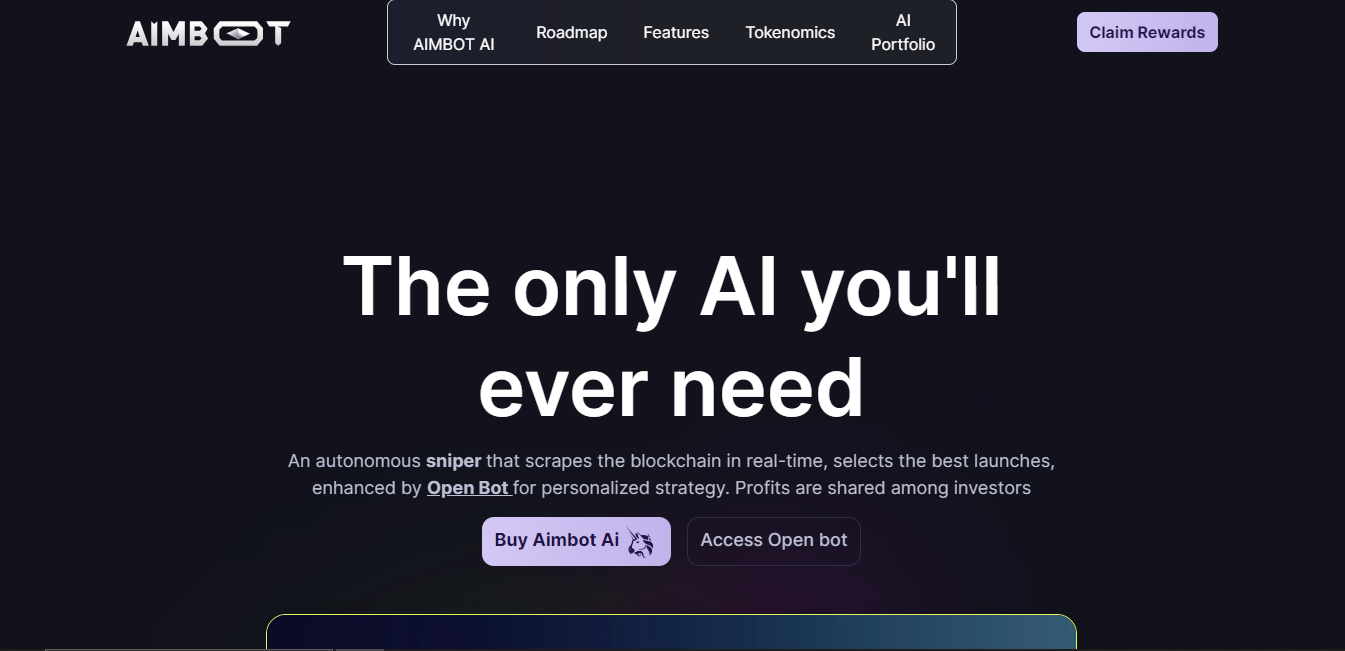 AIMBOT
Why
AIMBOT AI
Roadmap
Features
Tokenomics
AI
Portfolio
Claim Rewards
The only AI you'll
ever need
An autonomous sniper that scrapes the blockchain in real-time, selects the best launches,
enhanced by Open Bot for personalized strategy. Profits are shared among investors
Buy Aimbot Ai
Access Open bot